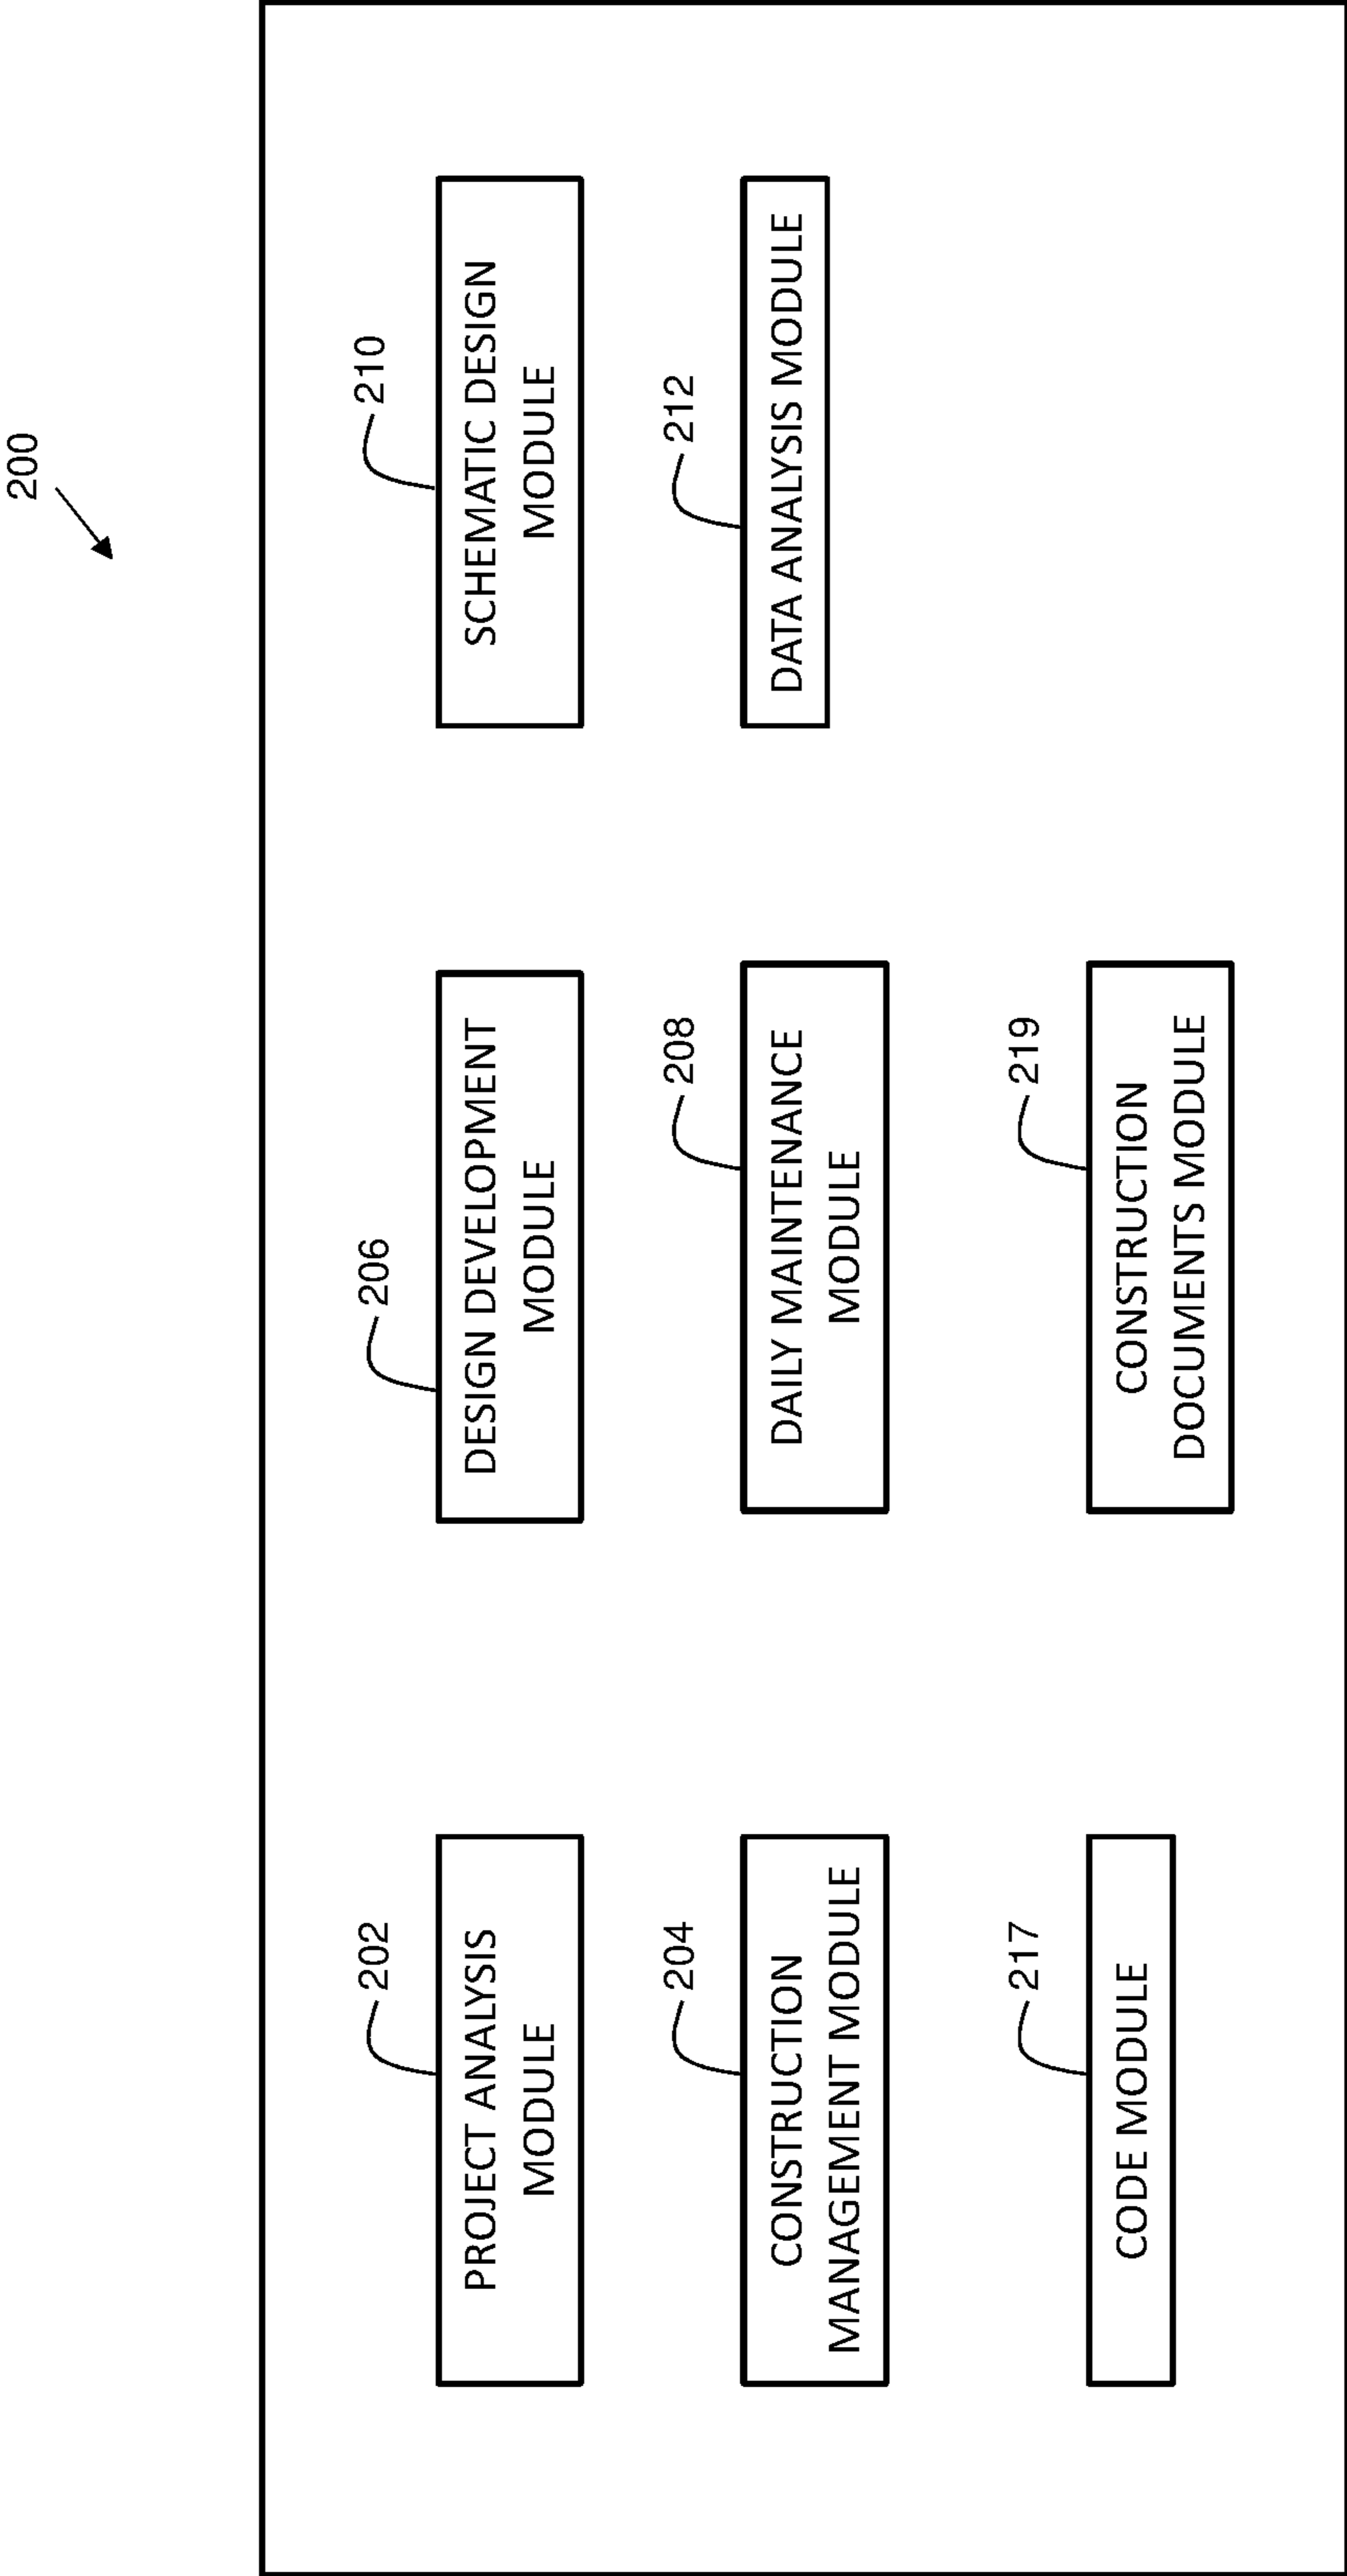 200
202
PROJECT ANALYSIS
MODULE
206
DESIGN DEVELOPMENT
MODULE
210
SCHEMATIC DESIGN
MODULE
204
CONSTRUCTION
MANAGEMENT MODULE
208
DAILY MAINTENANCE
MODULE
212
DATA ANALYSIS MODULE
217
CODE MODULE
219
CONSTRUCTION
DOCUMENTS MODULE